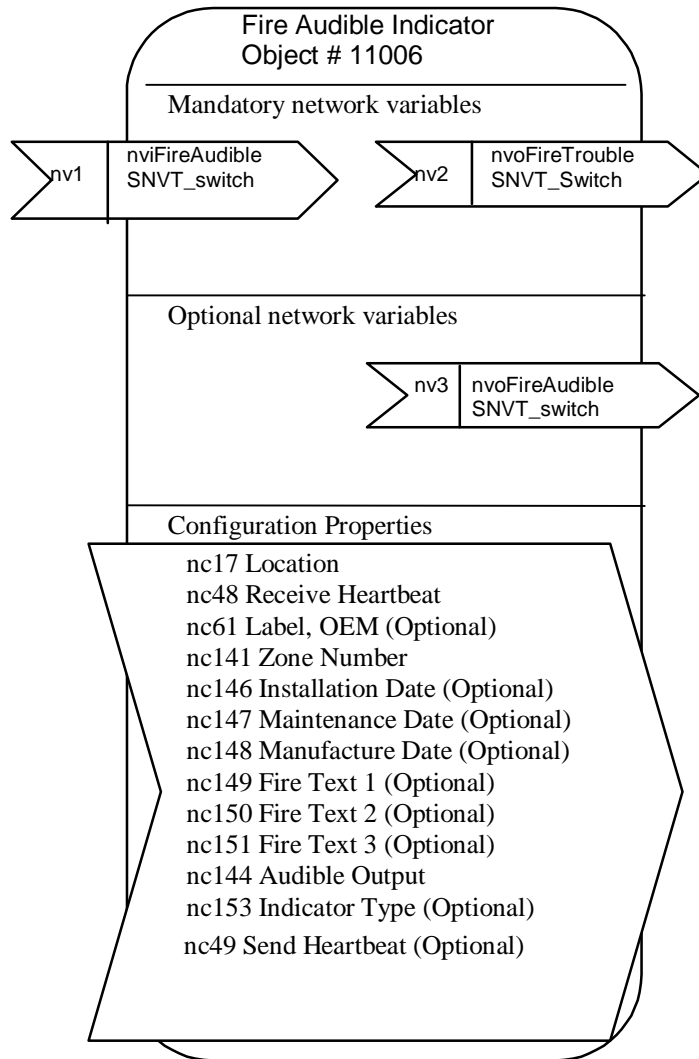 Fire Audible Indicator
Object # 11006
Mandatory network variables
nv1
nviFireAudible
SNVT_switch
nv2
nvoFireTrouble
SNVT_Switch
Optional network variables
nv3
nvoFireAudible
SNVT_switch
Configuration Properties
nc17 Location
nc48 Receive Heartbeat
nc61 Label, OEM (Optional)
nc141 Zone Number
nc146 Installation Date (Optional)
nc147 Maintenance Date (Optional)
nc148 Manufacture Date (Optional)
nc149 Fire Text 1 (Optional)
nc150 Fire Text 2 (Optional)
nc151 Fire Text 3 (Optional)
nc144 Audible Output
nc153 Indicator Type (Optional)
nc49 Send Heartbeat (Optional)